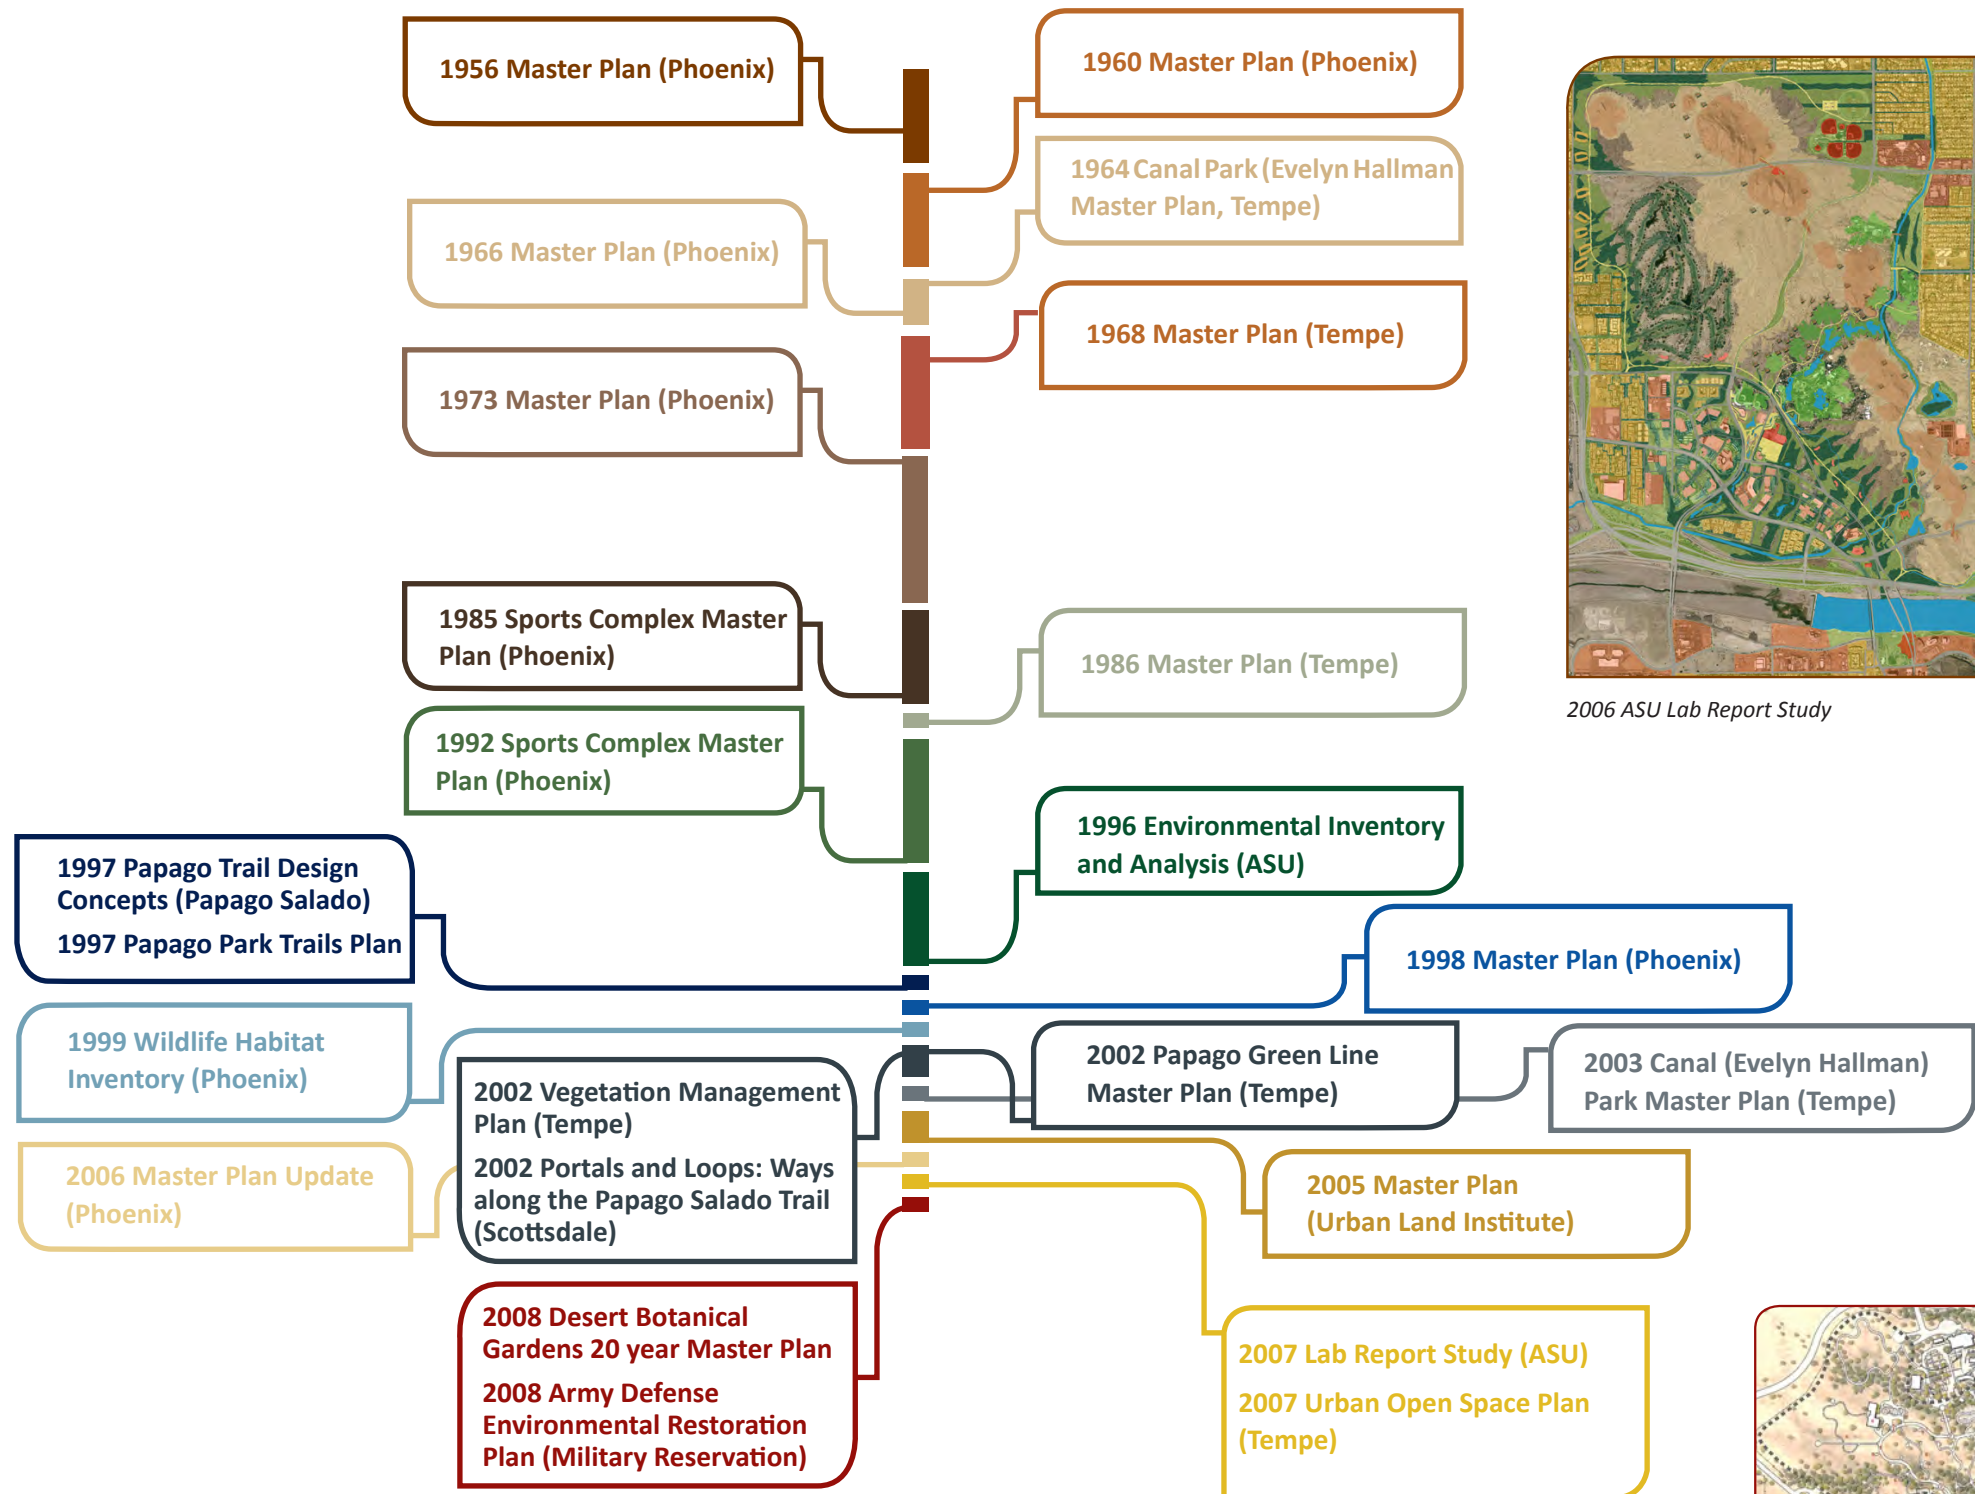 1956 Master Plan (Phoenix)
1960 Master Plan (Phoenix)
1964 Canal Park (Evelyn Hallman
Master Plan, Tempe)
1966 Master Plan (Phoenix)
1968 Master Plan (Tempe)
1973 Master Plan (Phoenix)
1985 Sports Complex Master
Plan (Phoenix)
1986 Master Plan (Tempe)
2006 ASU Lab Report Study
1992 Sports Complex Master
Plan (Phoenix)
1996 Environmental Inventory
and Analysis (ASU)
1997 Papago Trail Design
Concepts (Papago Salado)
1997 Papago Park Trails Plan
1998 Master Plan (Phoenix)
1999 Wildlife Habitat
Inventory (Phoenix)
2002 Vegetation Management
Plan (Tempe)
2002 Portals and Loops: Ways
along the Papago Salado Trail
(Scottsdale)
2002 Papago Green Line
Master Plan (Tempe)
2003 Canal (Evelyn Hallman)
Park Master Plan (Tempe)
2006 Master Plan Update
(Phoenix)
2005 Master Plan
(Urban Land Institute)
2008 Desert Botanical
Gardens 20 year Master Plan
2008 Army Defense
Environmental Restoration
Plan (Military Reservation)
2007 Lab Report Study (ASU)
2007 Urban Open Space Plan
(Tempe)